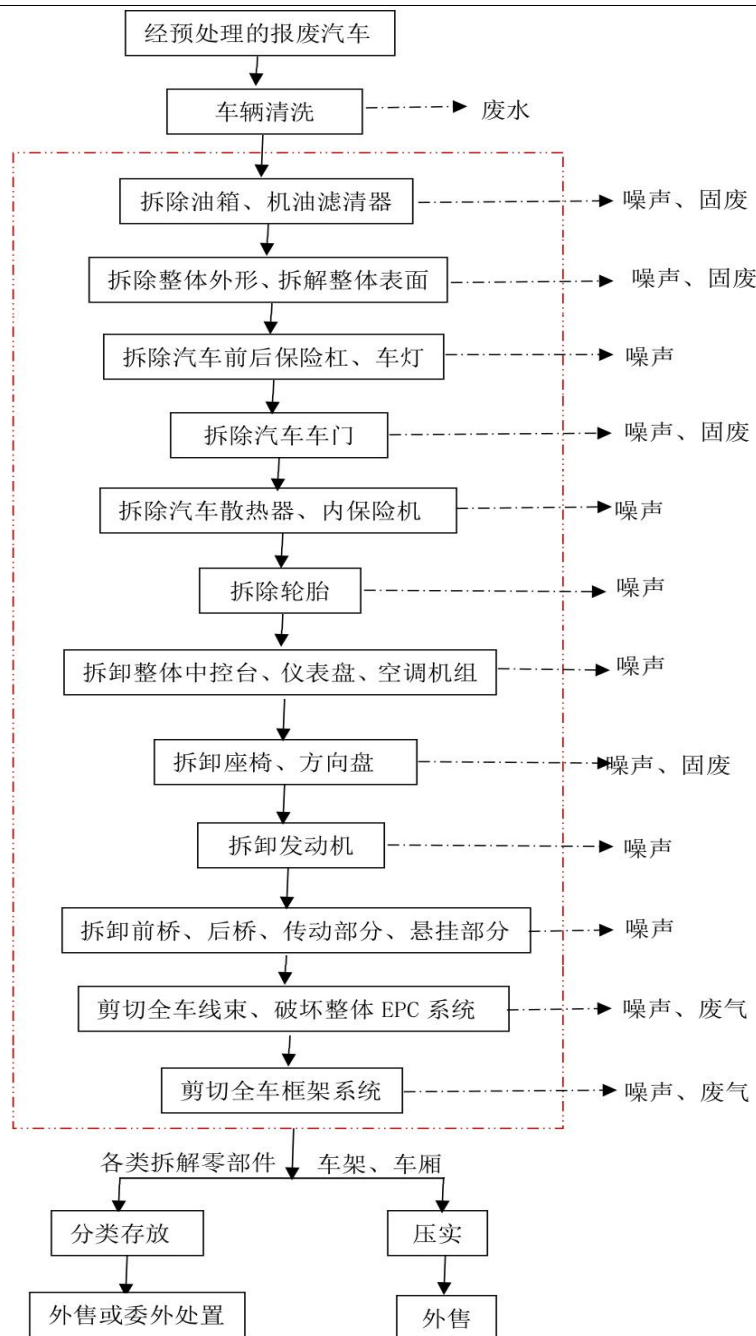 经预处理的报废汽车
车辆清洗
废水
拆除油箱、机油滤清器
噪声、固废
拆除整体外形、拆解整体表面
噪声、固废
拆除汽车前后保险杠、车灯
噪声
拆除汽车车门
噪声、固废
拆除汽车散热器、内保险机
噪声
拆除轮胎
噪声
拆卸整体中控台、仪表盘、空调机组
噪声
拆卸座椅、方向盘
噪声、固废
拆卸发动机
噪声
拆卸前桥、后桥、传动部分、悬挂部分
噪声
剪切全车线束、破坏整体 EPC 系统
噪声、废气
剪切全车框架系统
噪声、废气
各类拆解零部件
车架、车厢
分类存放
压实
外售或委外处置
外售